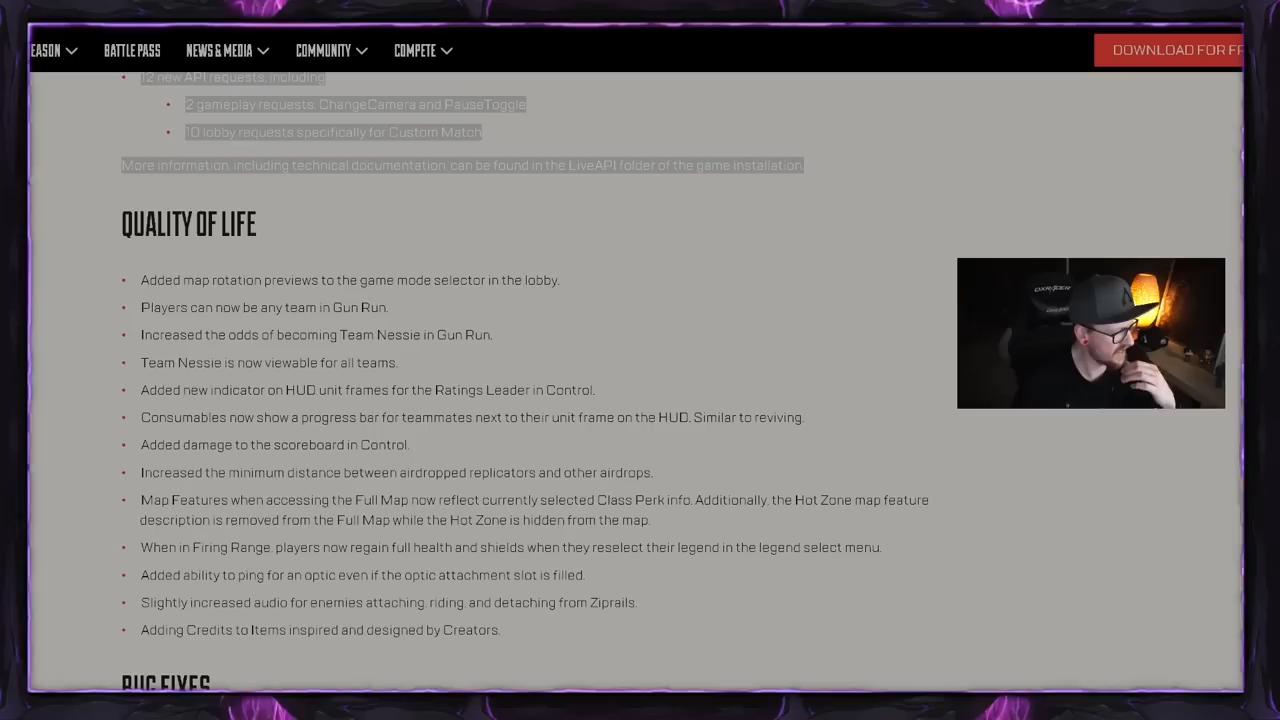 EASON
BATTLE PASS
NEWS & MEDIA
COMMUNITY
COMPETE
DOWNLOAD FOR FR
12 new API requests, including
2 gameplay requests: ChangeCamera and PauseToggle
10 lobby requests specifically for Custom Match
More information, including technical documentation, can be found in the LiveAPI folder of the game installation.
QUALITY OF LIFE
Added map rotation previews to the game mode selector in the lobby.
Players can now be any team in Gun Run.
Increased the odds of becoming Team Nessie in Gun Run.
Team Nessie is now viewable for all teams.
Added new indicator on HUD unit frames for the Ratings Leader in Control.
Consumables now show a progress bar for teammates next to their unit frame on the HUD. Similar to reviving.
Added damage to the scoreboard in Control.
Increased the minimum distance between airdropped replicators and other airdrops.
Map Features when accessing the Full Map now reflect currently selected Class Perk info. Additionally, the Hot Zone map feature
description is removed from the Full Map while the Hot Zone is hidden from the map.
When in Firing Range, players now regain full health and shields when they reselect their legend in the legend select menu.
Added ability to ping for an optic even if the optic attachment slot is filled.
Slightly increased audio for enemies attaching, riding, and detaching from Ziprails.
Adding Credits to Items inspired and designed by Creators.
BUG FIXES